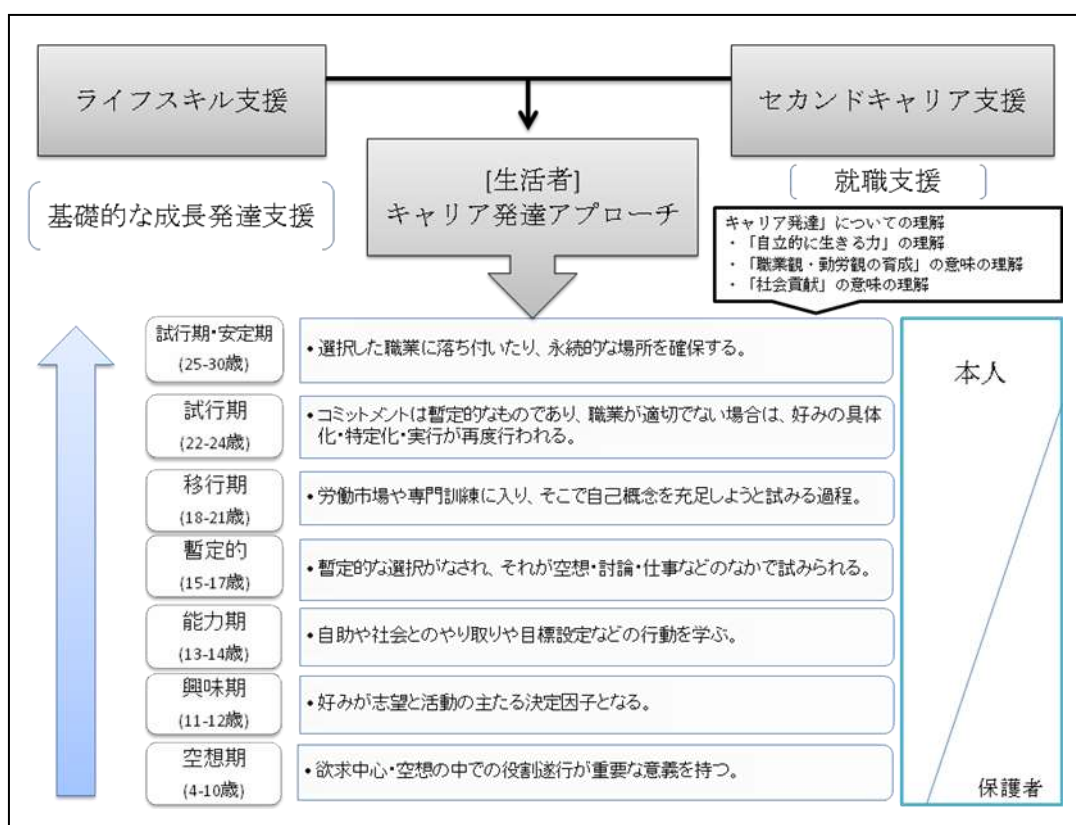 ライフスキル支援
セカンドキャリア支援
[生活者]
キャリア発達アプローチ
基礎的な成長発達支援
就職支援
キャリア発達」についての理解
・「自立的に生きる力」の理解
・「職業観・勤労観の育成」の意味の理解
・「社会貢献」の意味の理解
試行期・安定期
(25-30歳)
•選択した職業に落ち付いたり、永続的な場所を確保する。
試行期
(22-24歳)
•コミットメントは暫定的なものであり、職業が適切でない場合は、好みの具体
化・特定化・実行が再度行われる。
移行期
(18-21歳)
•労働市場や専門訓練に入り、そこで自己概念を充足しようと試みる過程。
暫定的
(15-17歳)
•暫定的な選択がなされ、それが空想・討論・仕事などのなかで試みられる。
能力期
(13-14歳)
•自助や社会とのやり取りや目標設定などの行動を学ぶ。
興味期
(11-12歳)
•好みが志望と活動の主たる決定因子となる。
空想期
(4-10歳)
•欲求中心・空想の中での役割遂行が重要な意義を持つ。
本人
保護者